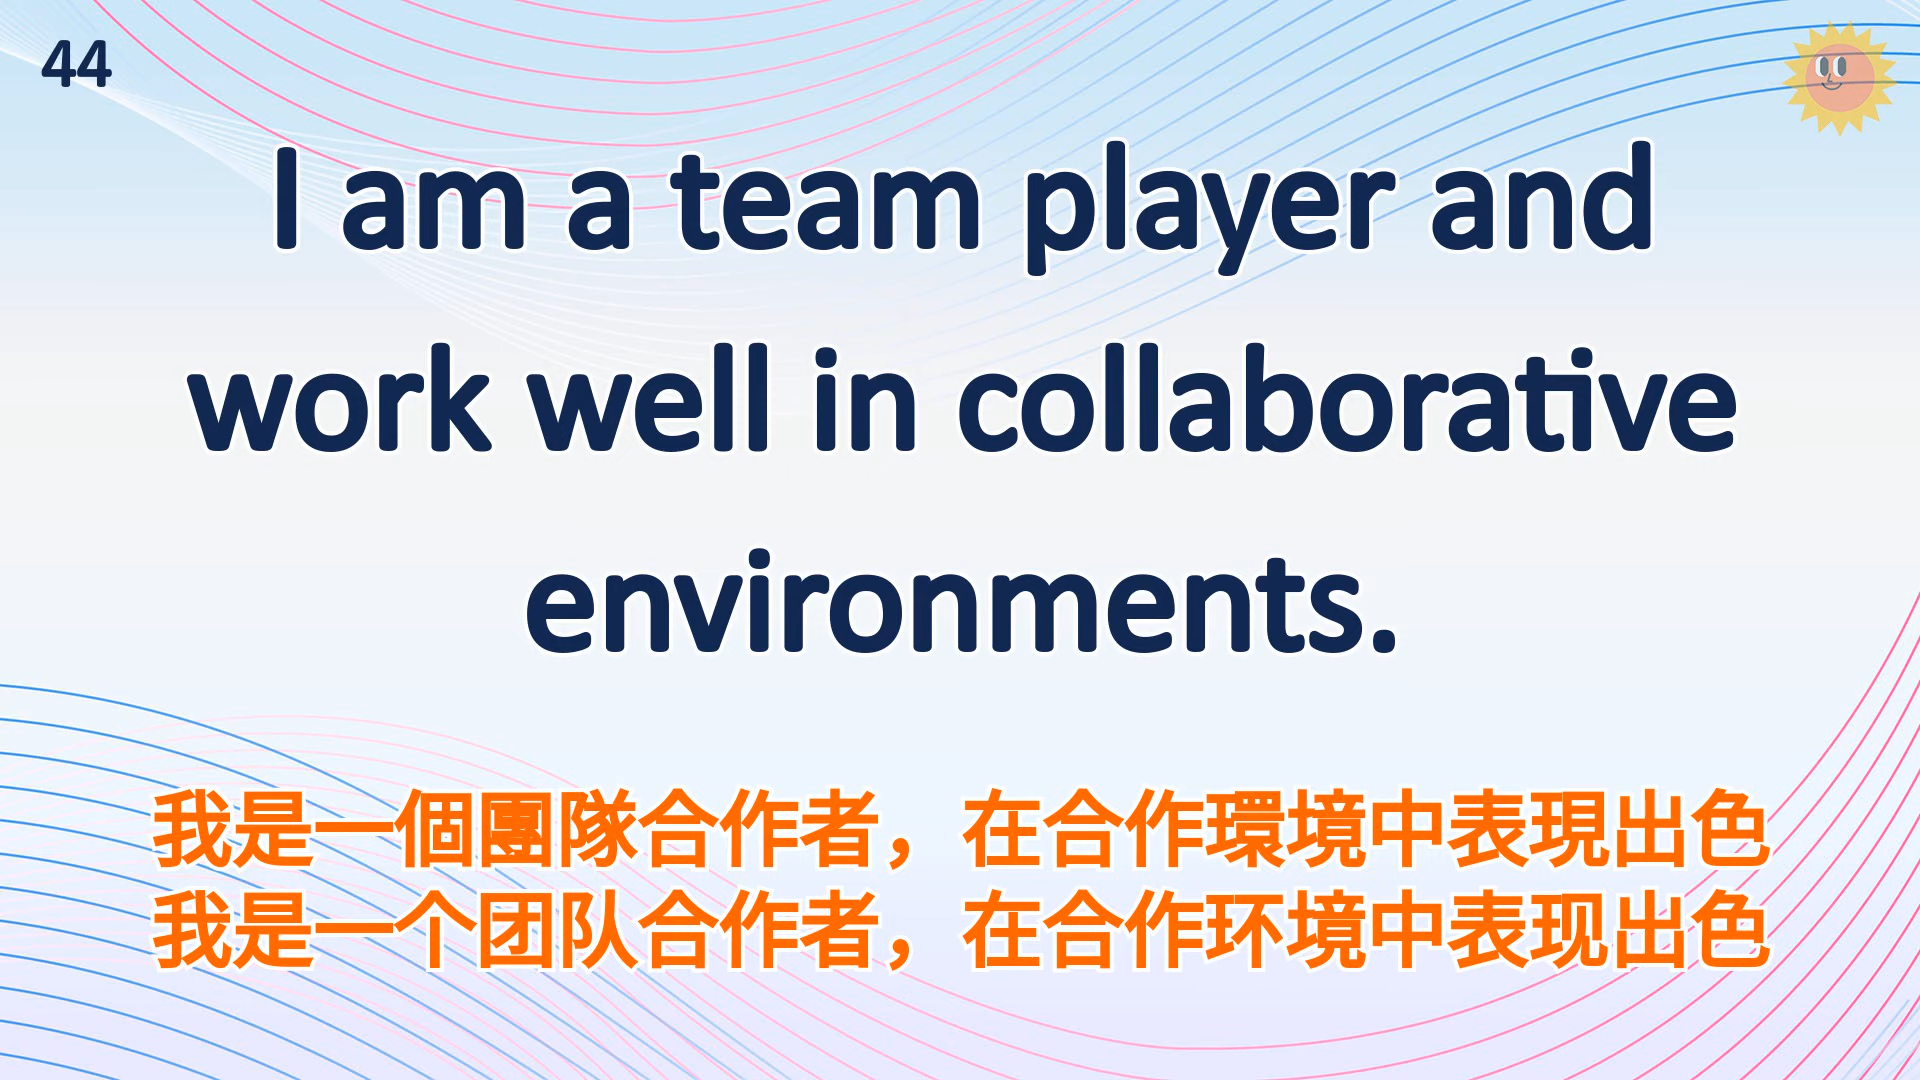 44
I am a team player and
work well in collaborative
environments.
我是一個團隊合作者，在合作環境中表現出色
我是一个团队合作者，在合作环境中表现出色